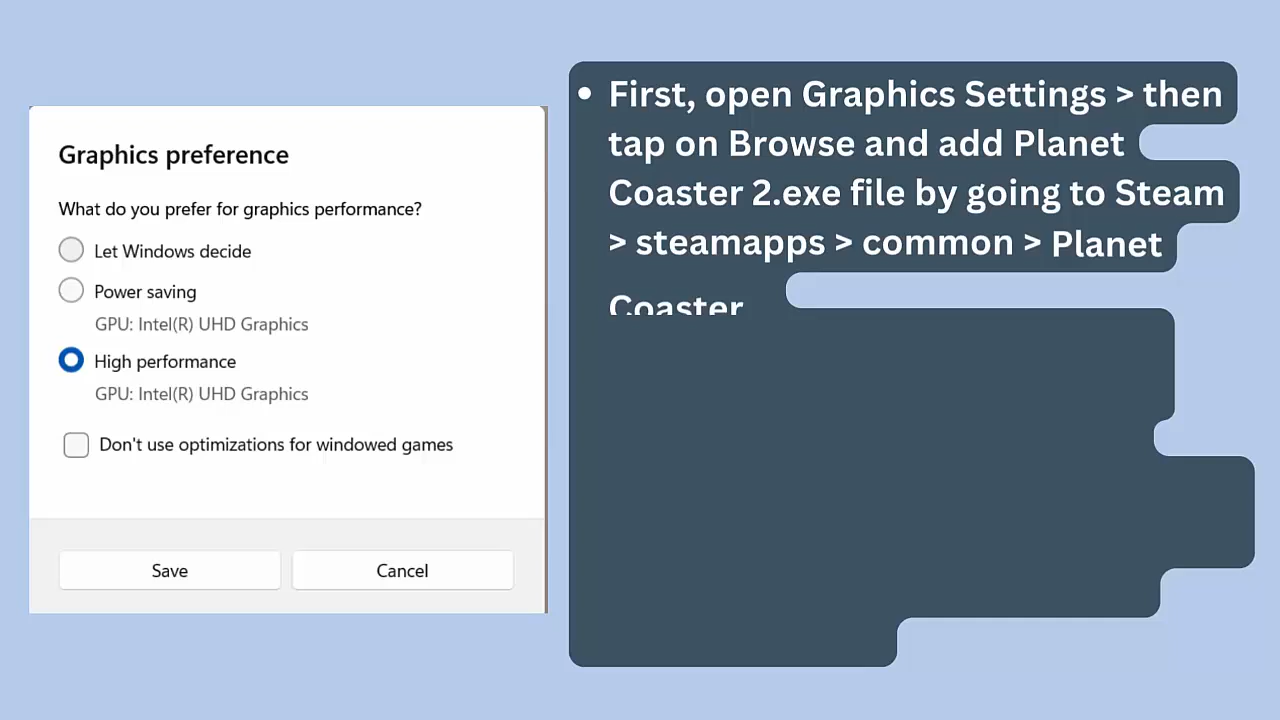 Graphics preference
What do you prefer for graphics performance?
Let Windows decide
Power saving
GPU: Intel(R) UHD Graphics
High performance
GPU: Intel(R) UHD Graphics
Don't use optimizations for windowed games
Save
Cancel
• First, open Graphics Settings > then
tap on Browse and add Planet
Coaster 2.exe file by going to Steam
> steamapps > common > Planet
Coaster